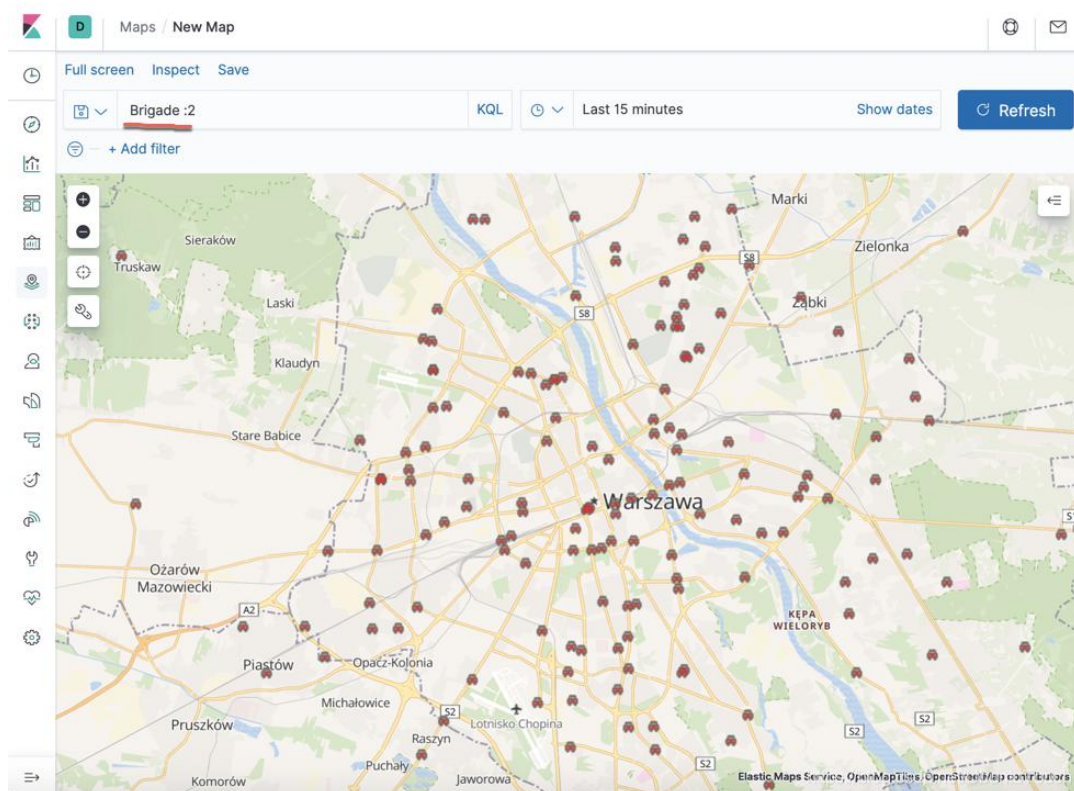 D Maps / New Map
Full screen Inspect Save
Brigade :2 KQL Last 15 minutes Show dates Refresh
+ Add filter
Marki
Sieraków
Zielonka
Truskaw
S8
Laski
Ząbki
S8
Klaudyn
Stare Babice
Warszawa
Ożarów
Mazowiecki
A2
KĘPA
WIELORYB
Piastów
Opacz-Kolonia
Michałowice
S2
Lotnisko Chopina
S2
Pruszków
S2
Raszyn
Puchały
S2
Komorów
Jaworowa
Elastic Maps Service, OpenMapTiles, OpenStreetMap contributors